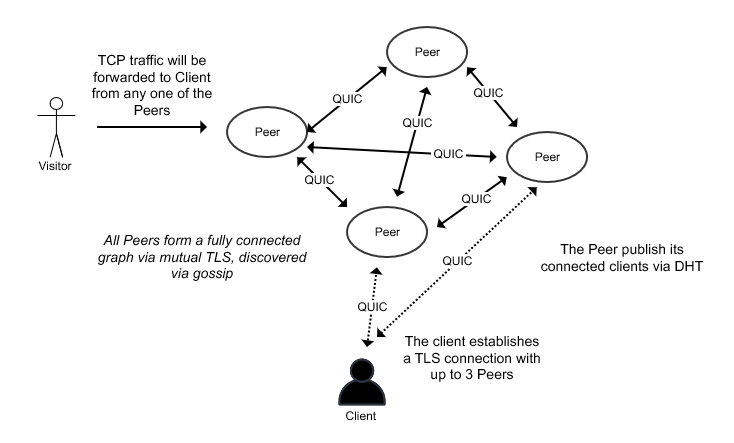 Peer
TCP traffic will be
forwarded to Client
from any one of the
Peers
QUIC
QUIC
QUIC
Peer
QUIC
Peer
Visitor
QUIC
QUIC
Peer
All Peers form a fully connected
graph via mutual TLS, discovered
via gossip
The Peer publish its
connected clients via DHT
QUIC
QUIC
The client establishes
a TLS connection with
up to 3 Peers
Client